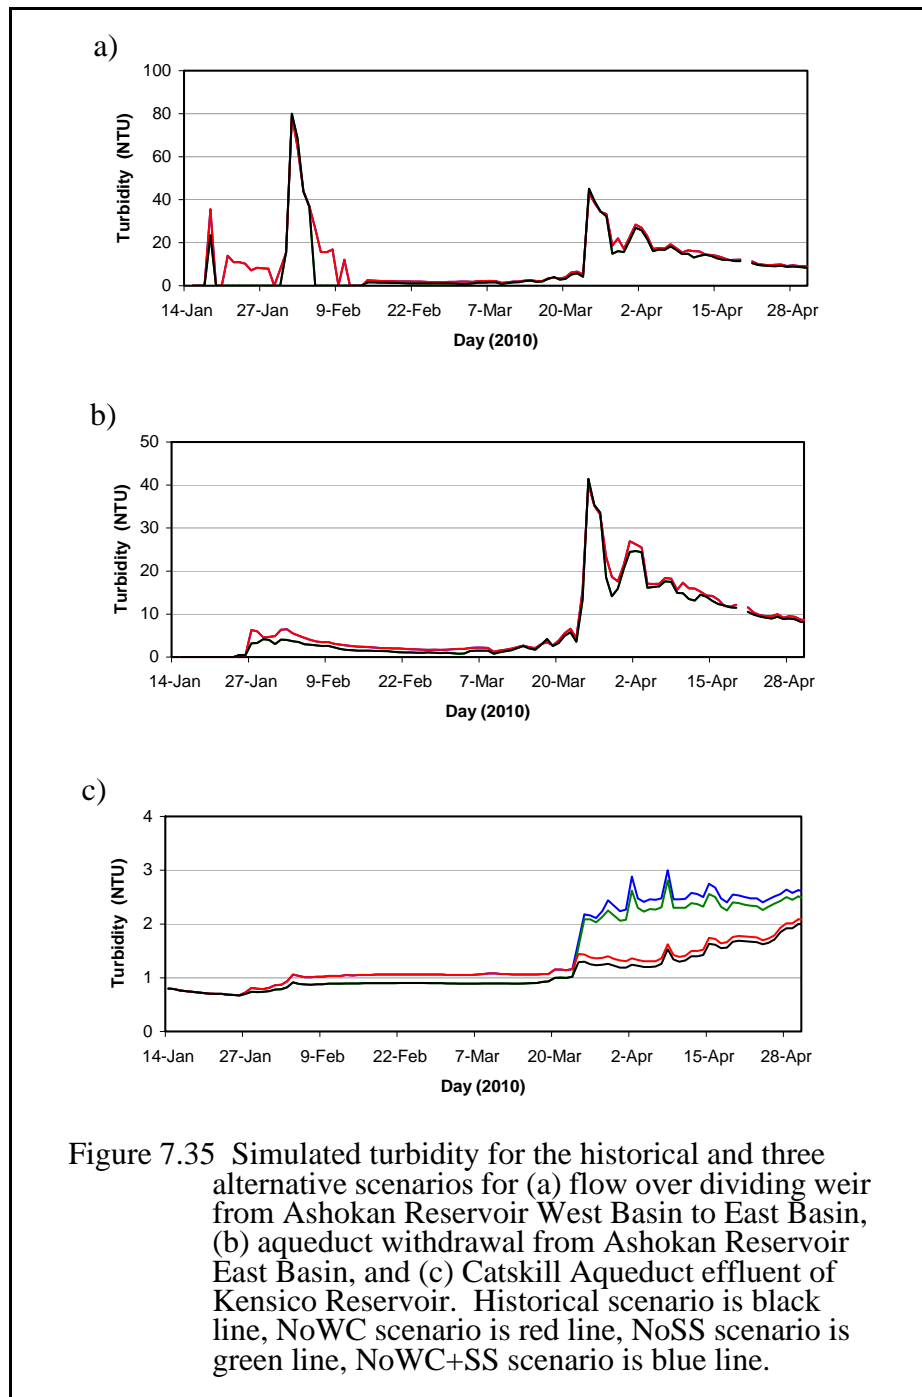 a)
100
80
60
40
20
0
Turbidity (NTU)
14-Jan 27-Jan 9-Feb 22-Feb 7-Mar 20-Mar 2-Apr 15-Apr 28-Apr
Day (2010)
b)
50
40
30
20
10
0
Turbidity (NTU)
14-Jan 27-Jan 9-Feb 22-Feb 7-Mar 20-Mar 2-Apr 15-Apr 28-Apr
Day (2010)
c)
4
3
2
1
0
Turbidity (NTU)
14-Jan 27-Jan 9-Feb 22-Feb 7-Mar 20-Mar 2-Apr 15-Apr 28-Apr
Day (2010)
Figure 7.35 Simulated turbidity for the historical and three
alternative scenarios for (a) flow over dividing weir
from Ashokan Reservoir West Basin to East Basin,
(b) aqueduct withdrawal from Ashokan Reservoir
East Basin, and (c) Catskill Aqueduct effluent of
Kensico Reservoir. Historical scenario is black
line, NoWC scenario is red line, NoSS scenario is
green line, NoWC+SS scenario is blue line.